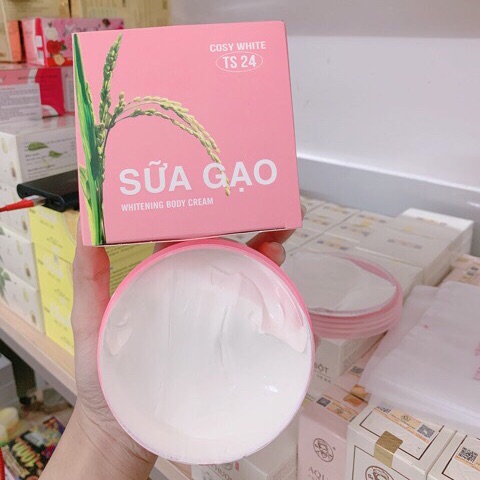 COSY WHITE
TS 24
SỮA GẠO
WHITENING BODY CREAM